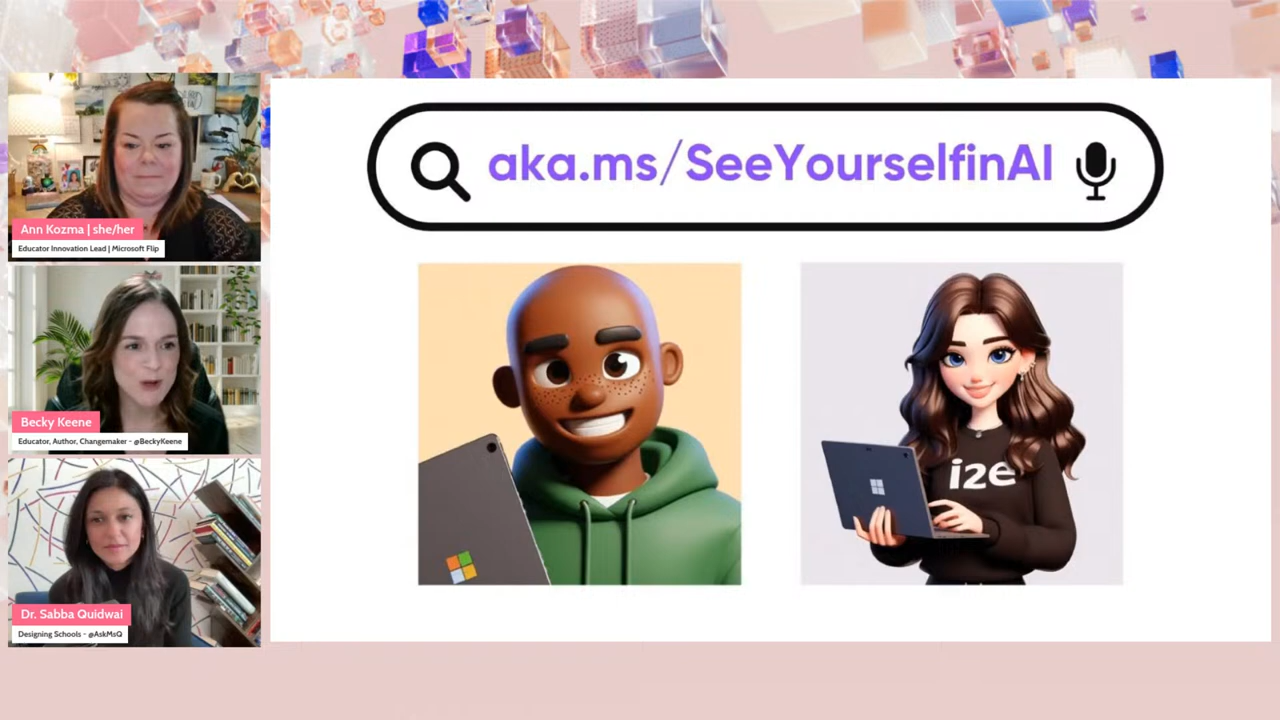 aka.ms/SeeYourselfinAI
Ann Kozma | she/her
Educator Innovation Lead | Microsoft Flip
Becky Keene
Educator, Author, Changemaker - @BeckyKeene
Dr. Sabba Quidwai
Designing Schools - @AskMsQ
i2e